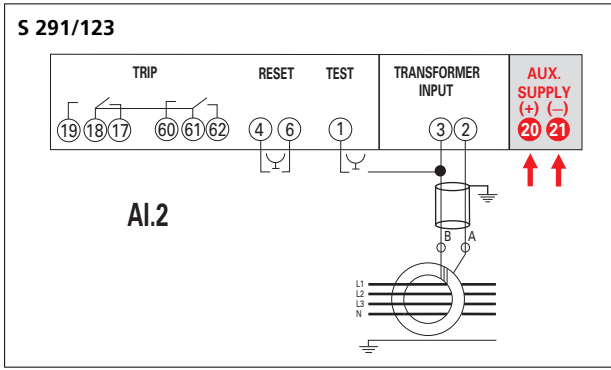 S 291/123
TRIP RESET TEST TRANSFORMER INPUT AUX. SUPPLY
(+) (—)
19 18 17 60 61 62 4 6 1 3 2 20 21
AI.2
B A
L1
L2
L3
N